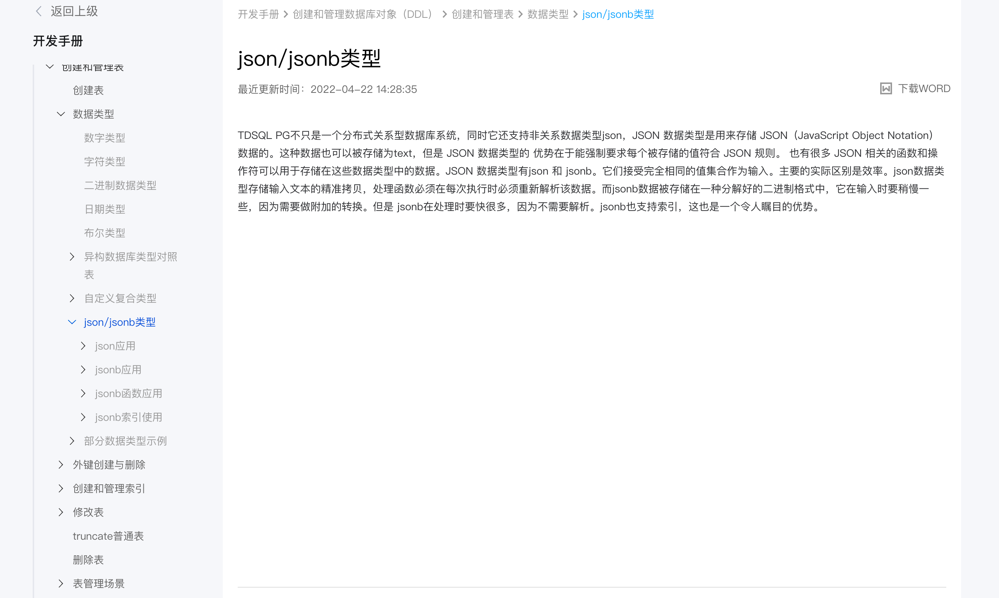 返回上级
开发手册
创建和管理表
创建表
数据类型
数字类型
字符类型
二进制数据类型
日期类型
布尔类型
异构数据库类型对照
表
自定义复合类型
json/jsonb类型
json应用
jsonb应用
jsonb函数应用
jsonb索引使用
部分数据类型示例
外键创建与删除
创建和管理索引
修改表
truncate普通表
删除表
表管理场景
开发手册 > 创建和管理数据库对象（DDL） > 创建和管理表 > 数据类型 > json/jsonb类型
json/jsonb类型
最近更新时间：2022-04-22 14:28:35
下载WORD
TDSQL PG不只是一个分布式关系型数据库系统，同时它还支持非关系数据类型json，JSON 数据类型是用来存储 JSON（JavaScript Object Notation）
数据的。这种数据也可以被存储为text，但是 JSON 数据类型的 优势在于能强制要求每个被存储的值符合 JSON 规则。 也有很多 JSON 相关的函数和操
作符可以用于存储在这些数据类型中的数据。JSON 数据类型有json 和 jsonb。它们接受完全相同的值集合作为输入。主要的实际区别是效率。json数据类
型存储输入文本的精准拷贝，处理函数必须在每次执行时必须重新解析该数据。而jsonb数据被存储在一种分解好的二进制格式中，它在输入时要稍慢一
些，因为需要做附加的转换。但是 jsonb在处理时要快很多，因为不需要解析。jsonb也支持索引，这也是一个令人瞩目的优势。